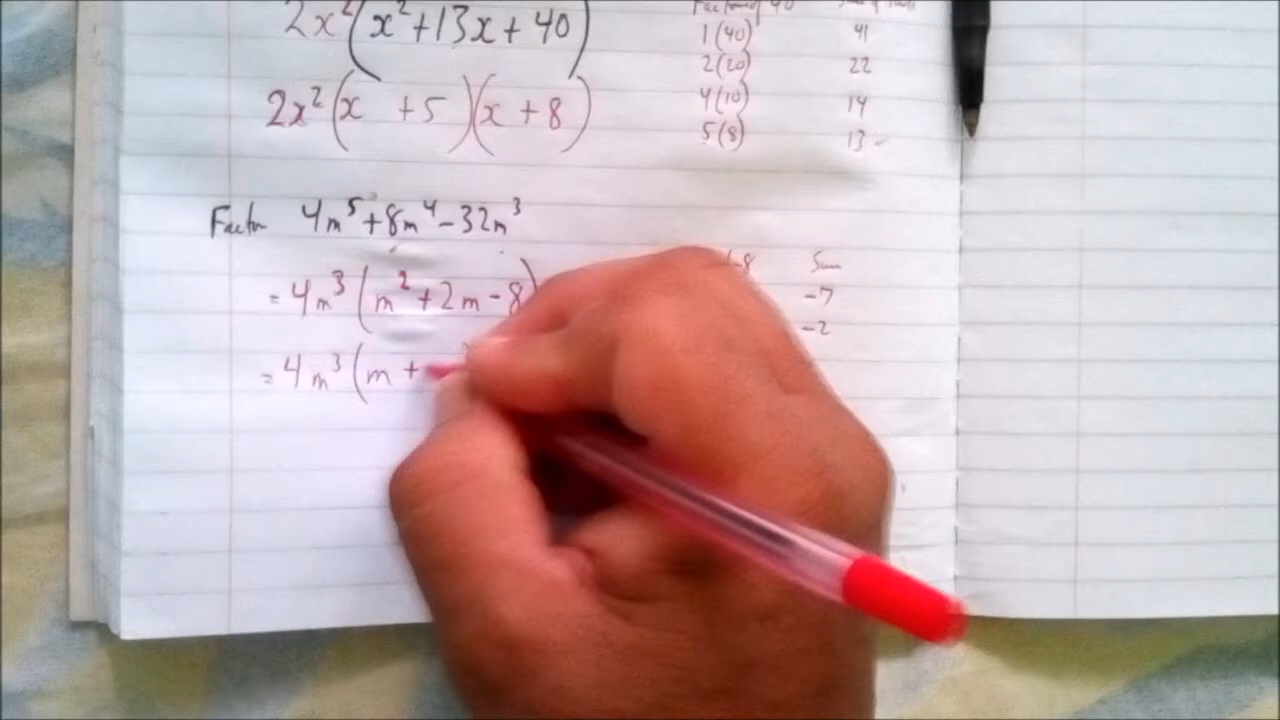 2x²(x²+13x+40)
2x²(x +5)(x +8)
1(40) 41
2(20) 22
4(10) 14
5(8) 13
Factor 4m⁵+8m⁴-32m³
= 4m³(m²+2m-8)
= 4m³(m +
-8 Sum
-7
-2